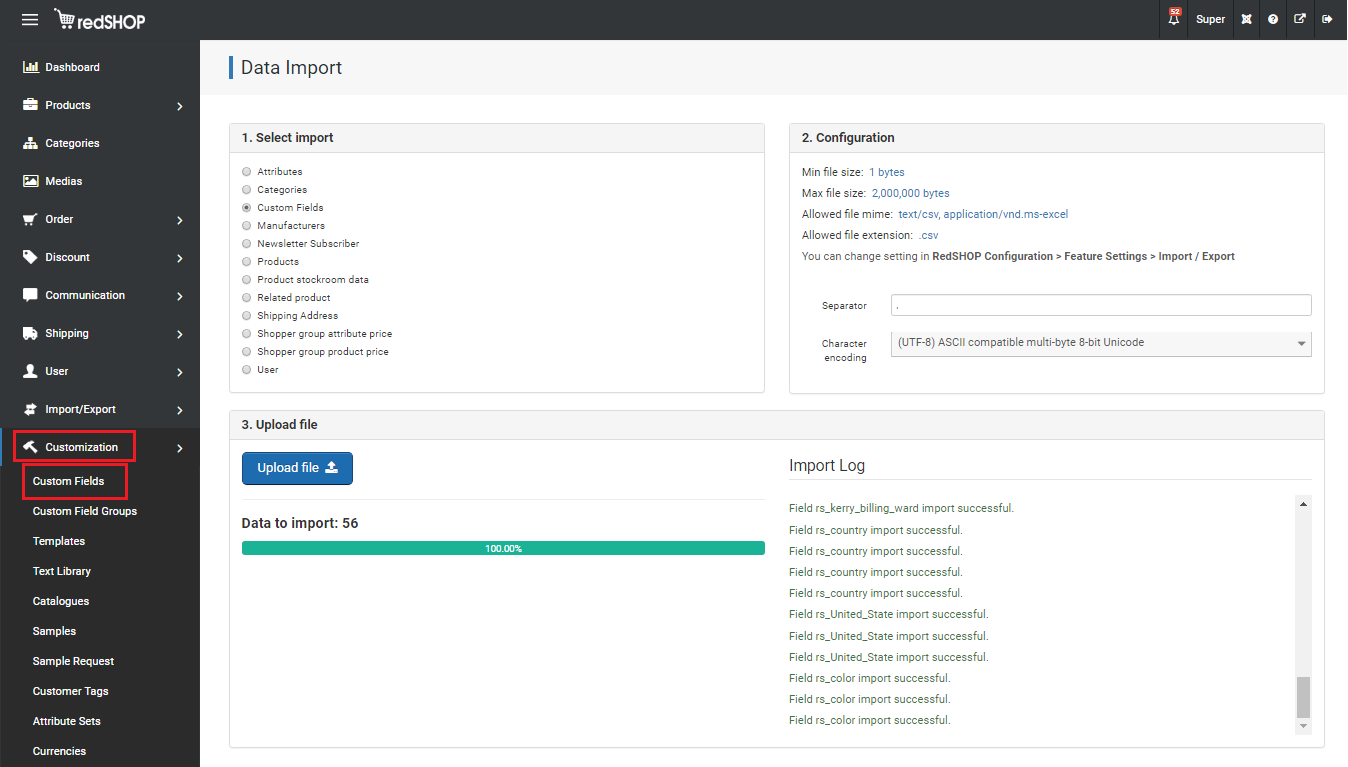 redSHOP
52
Super
Dashboard
Products
Categories
Medias
Order
Discount
Communication
Shipping
User
Import/Export
Customization
Custom Fields
Custom Field Groups
Templates
Text Library
Catalogues
Samples
Sample Request
Customer Tags
Attribute Sets
Currencies
Data Import
1. Select import
Attributes
Categories
Custom Fields
Manufacturers
Newsletter Subscriber
Products
Product stockroom data
Related product
Shipping Address
Shopper group attribute price
Shopper group product price
User
2. Configuration
Min file size: 1 bytes
Max file size: 2,000,000 bytes
Allowed file mime: text/csv, application/vnd.ms-excel
Allowed file extension: .csv
You can change setting in RedSHOP Configuration > Feature Settings > Import / Export
Separator
Character
encoding
(UTF-8) ASCII compatible multi-byte 8-bit Unicode
3. Upload file
Upload file
Data to import: 56
100.00%
Import Log
Field rs_kerry_billing_ward import successful.
Field rs_country import successful.
Field rs_country import successful.
Field rs_country import successful.
Field rs_country import successful.
Field rs_United_State import successful.
Field rs_United_State import successful.
Field rs_United_State import successful.
Field rs_color import successful.
Field rs_color import successful.
Field rs_color import successful.